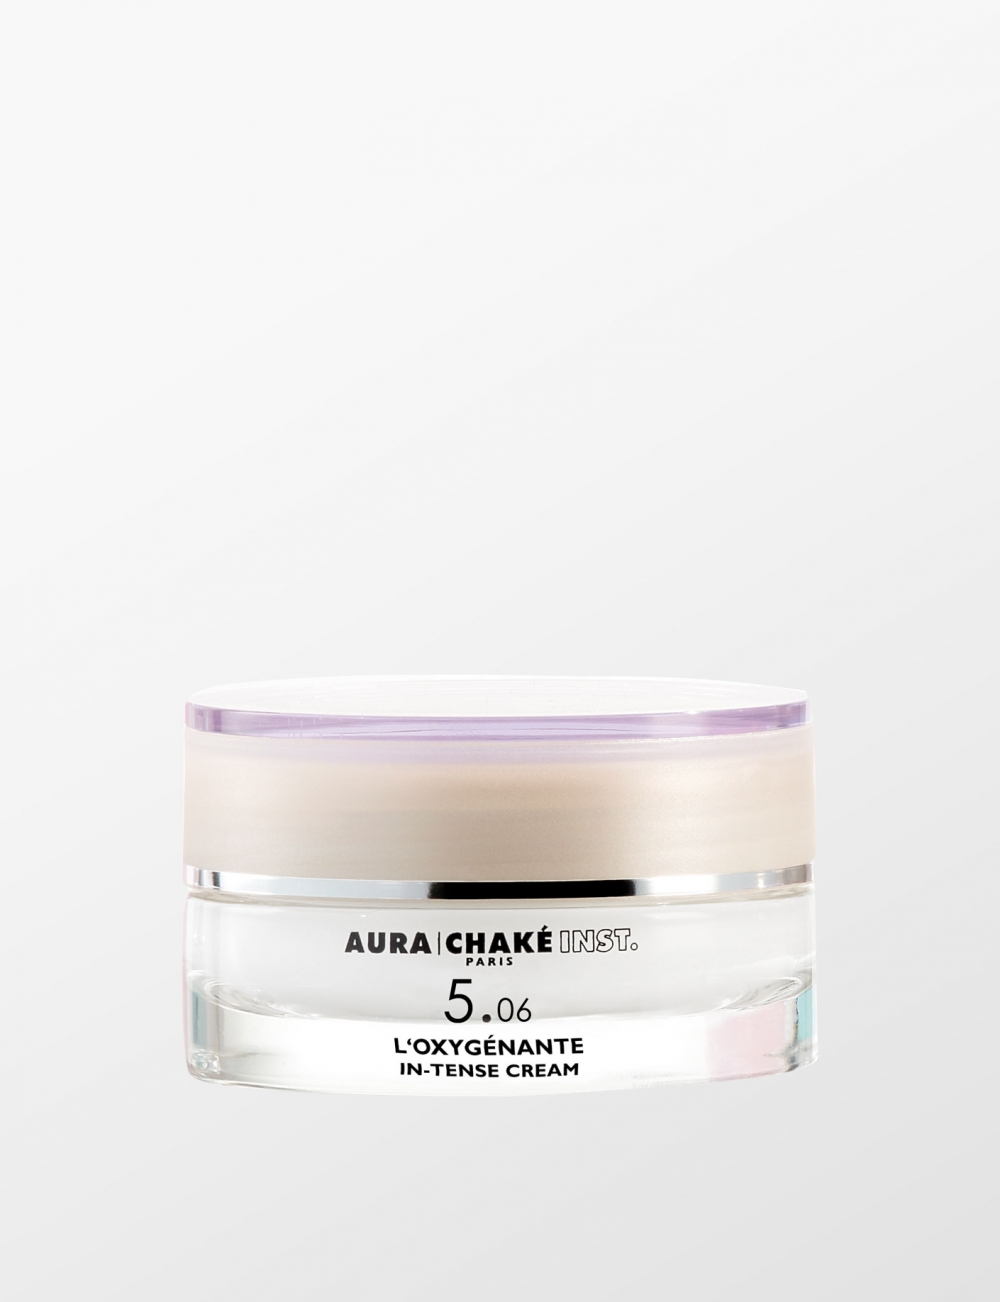 AURA|CHAKÉ INST.
PARIS
5.06
L‘OXYGÉNANTE
IN-TENSE CREAM